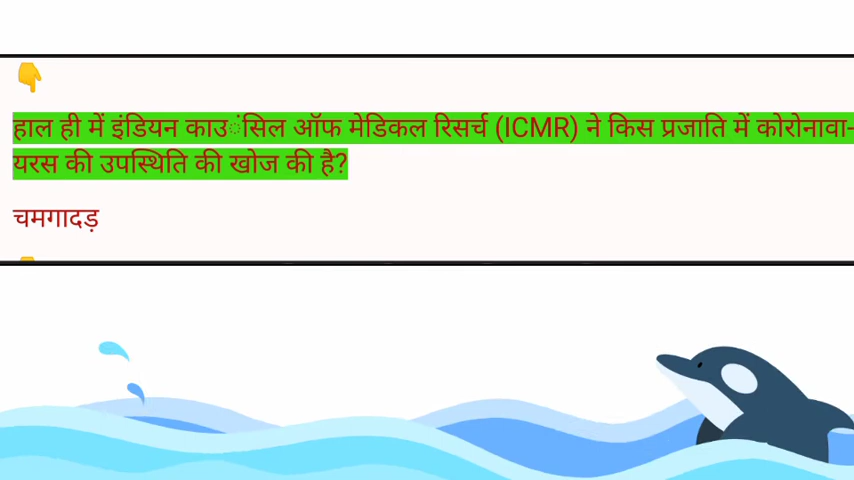 हाल ही में इंडियन काउंसिल ऑफ मेडिकल रिसर्च (ICMR) ने किस प्रजाति में कोरोनावा-
यरस की उपस्थिति की खोज की है?
चमगादड़